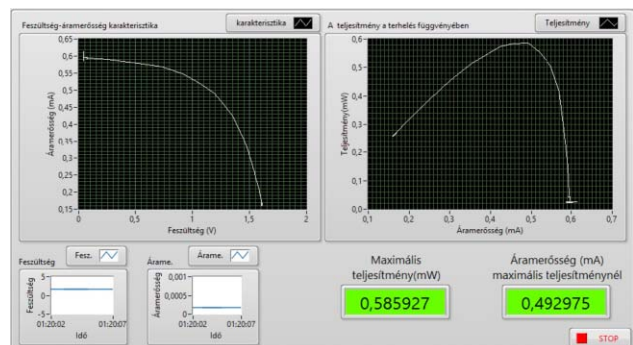 Feszültség-áramerősség karakterisztika
karakterisztika
Áramerősség (mA)
0,65
0,6
0,55
0,5
0,45
0,4
0,35
0,3
0,25
0,2
0,15
0
0,5
1
1,5
2
Feszültség (V)
A teljesítmény a terhelés függvényében
Teljesítmény
Teljesítmény(mW)
0,6
0,5
0,4
0,3
0,2
0,1
0,0
0,1
0,2
0,3
0,4
0,5
0,6
0,7
Áramerősség (mA)
Feszültség
Fesz.
Feszültség
5
0
-5
01:20:02
01:20:07
Idő
Árame.
Árame.
Áramerősség
0,001
0,0005
0
01:20:02
01:20:07
Idő
Maximális
teljesítmény(mW)
0,585927
Áramerősség (mA)
maximális teljesítménynél
0,492975
STOP